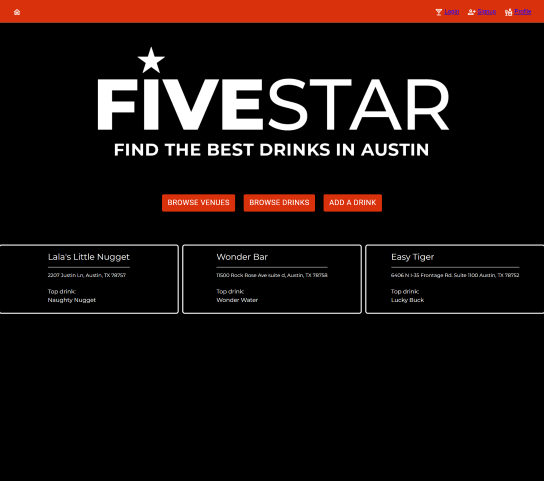 Login Signup Profile
FIVESTAR
FIND THE BEST DRINKS IN AUSTIN
BROWSE VENUES BROWSE DRINKS ADD A DRINK
Lala's Little Nugget
2207 Justin Ln, Austin, TX 78757
Top drink:
Naughty Nugget
Wonder Bar
11500 Rock Rose Ave suite d, Austin, TX 78758
Top drink:
Wonder Water
Easy Tiger
6406 N I-35 Frontage Rd. Suite 1100 Austin, TX 78752
Top drink:
Lucky Buck